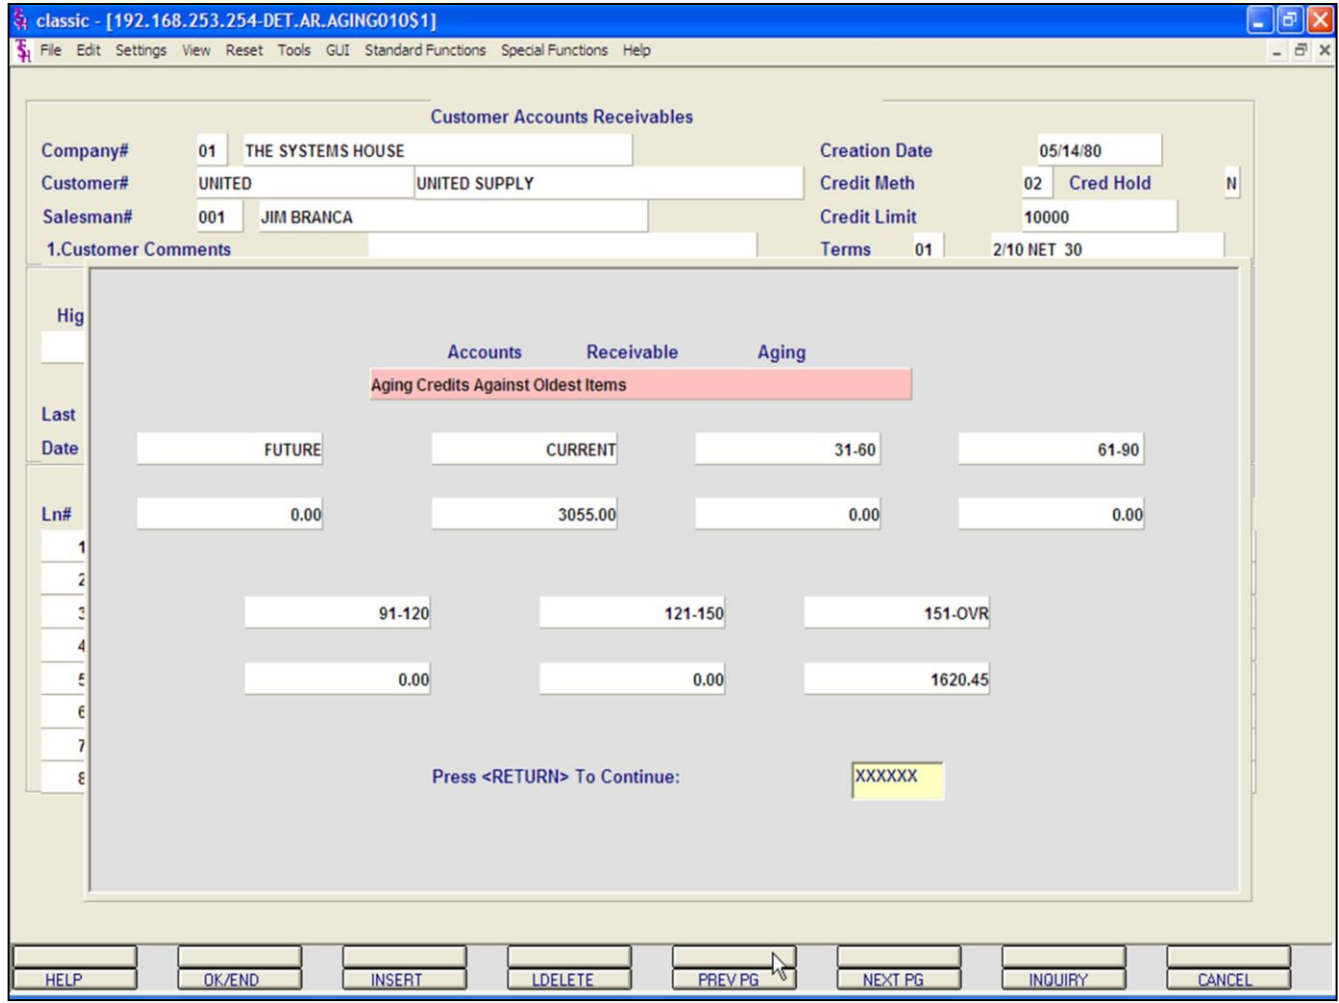 classic - [192.168.253.254-DET.AR.AGING010$1]
File Edit Settings View Reset Tools GUI Standard Functions Special Functions Help
Customer Accounts Receivables
Company# 01 THE SYSTEMS HOUSE Creation Date 05/14/80
Customer# UNITED UNITED SUPPLY Credit Meth 02 Cred Hold N
Salesman# 001 JIM BRANCA Credit Limit 10000
1.Customer Comments Terms 01 2/10 NET 30
Hig
Accounts Receivable Aging
Aging Credits Against Oldest Items
Last
Date FUTURE CURRENT 31-60 61-90
Ln# 0.00 3055.00 0.00 0.00
1
2
3 91-120 121-150 151-OVR
4
5 0.00 0.00 1620.45
6
7
8 Press <RETURN> To Continue: XXXXXX
HELP OK/END INSERT LDELETE PREV PG NEXT PG INQUIRY CANCEL